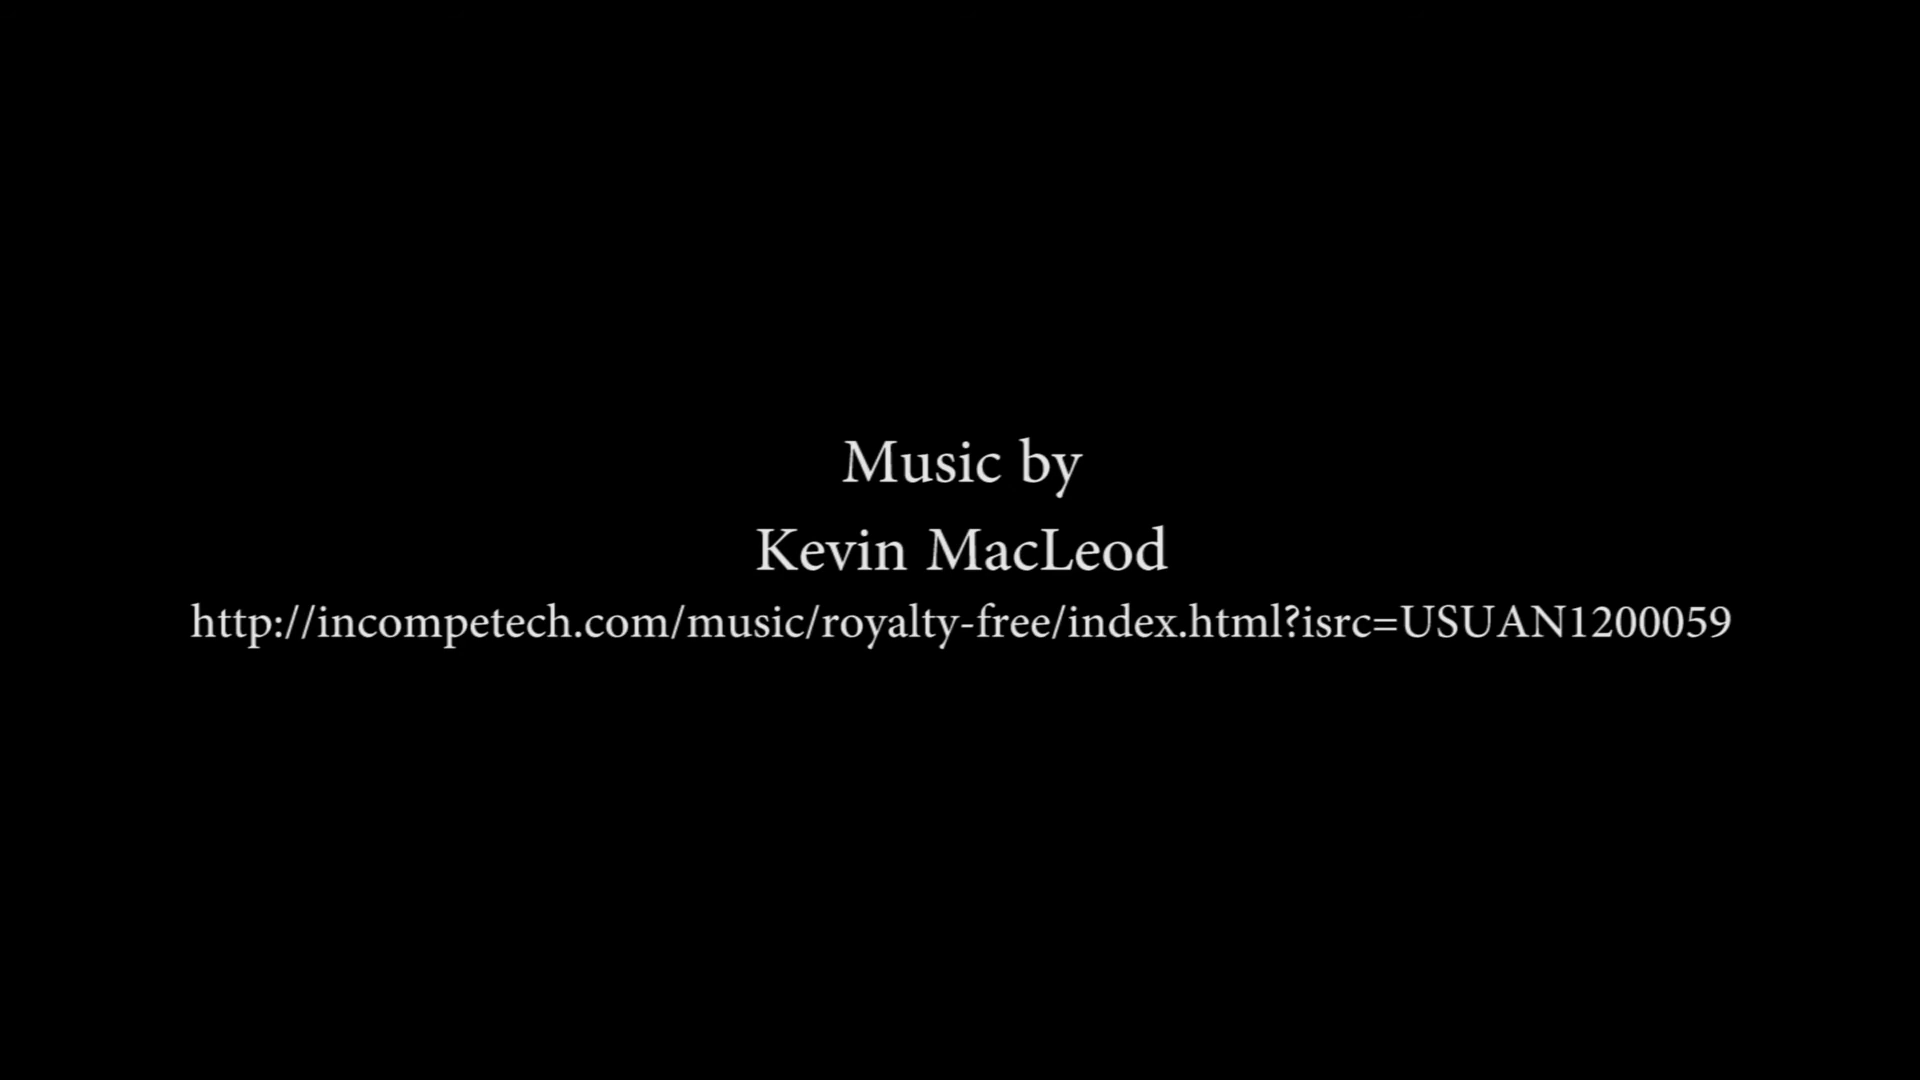 Music by
Kevin MacLeod
http://incompetech.com/music/royalty-free/index.html?isrc=USUAN1200059